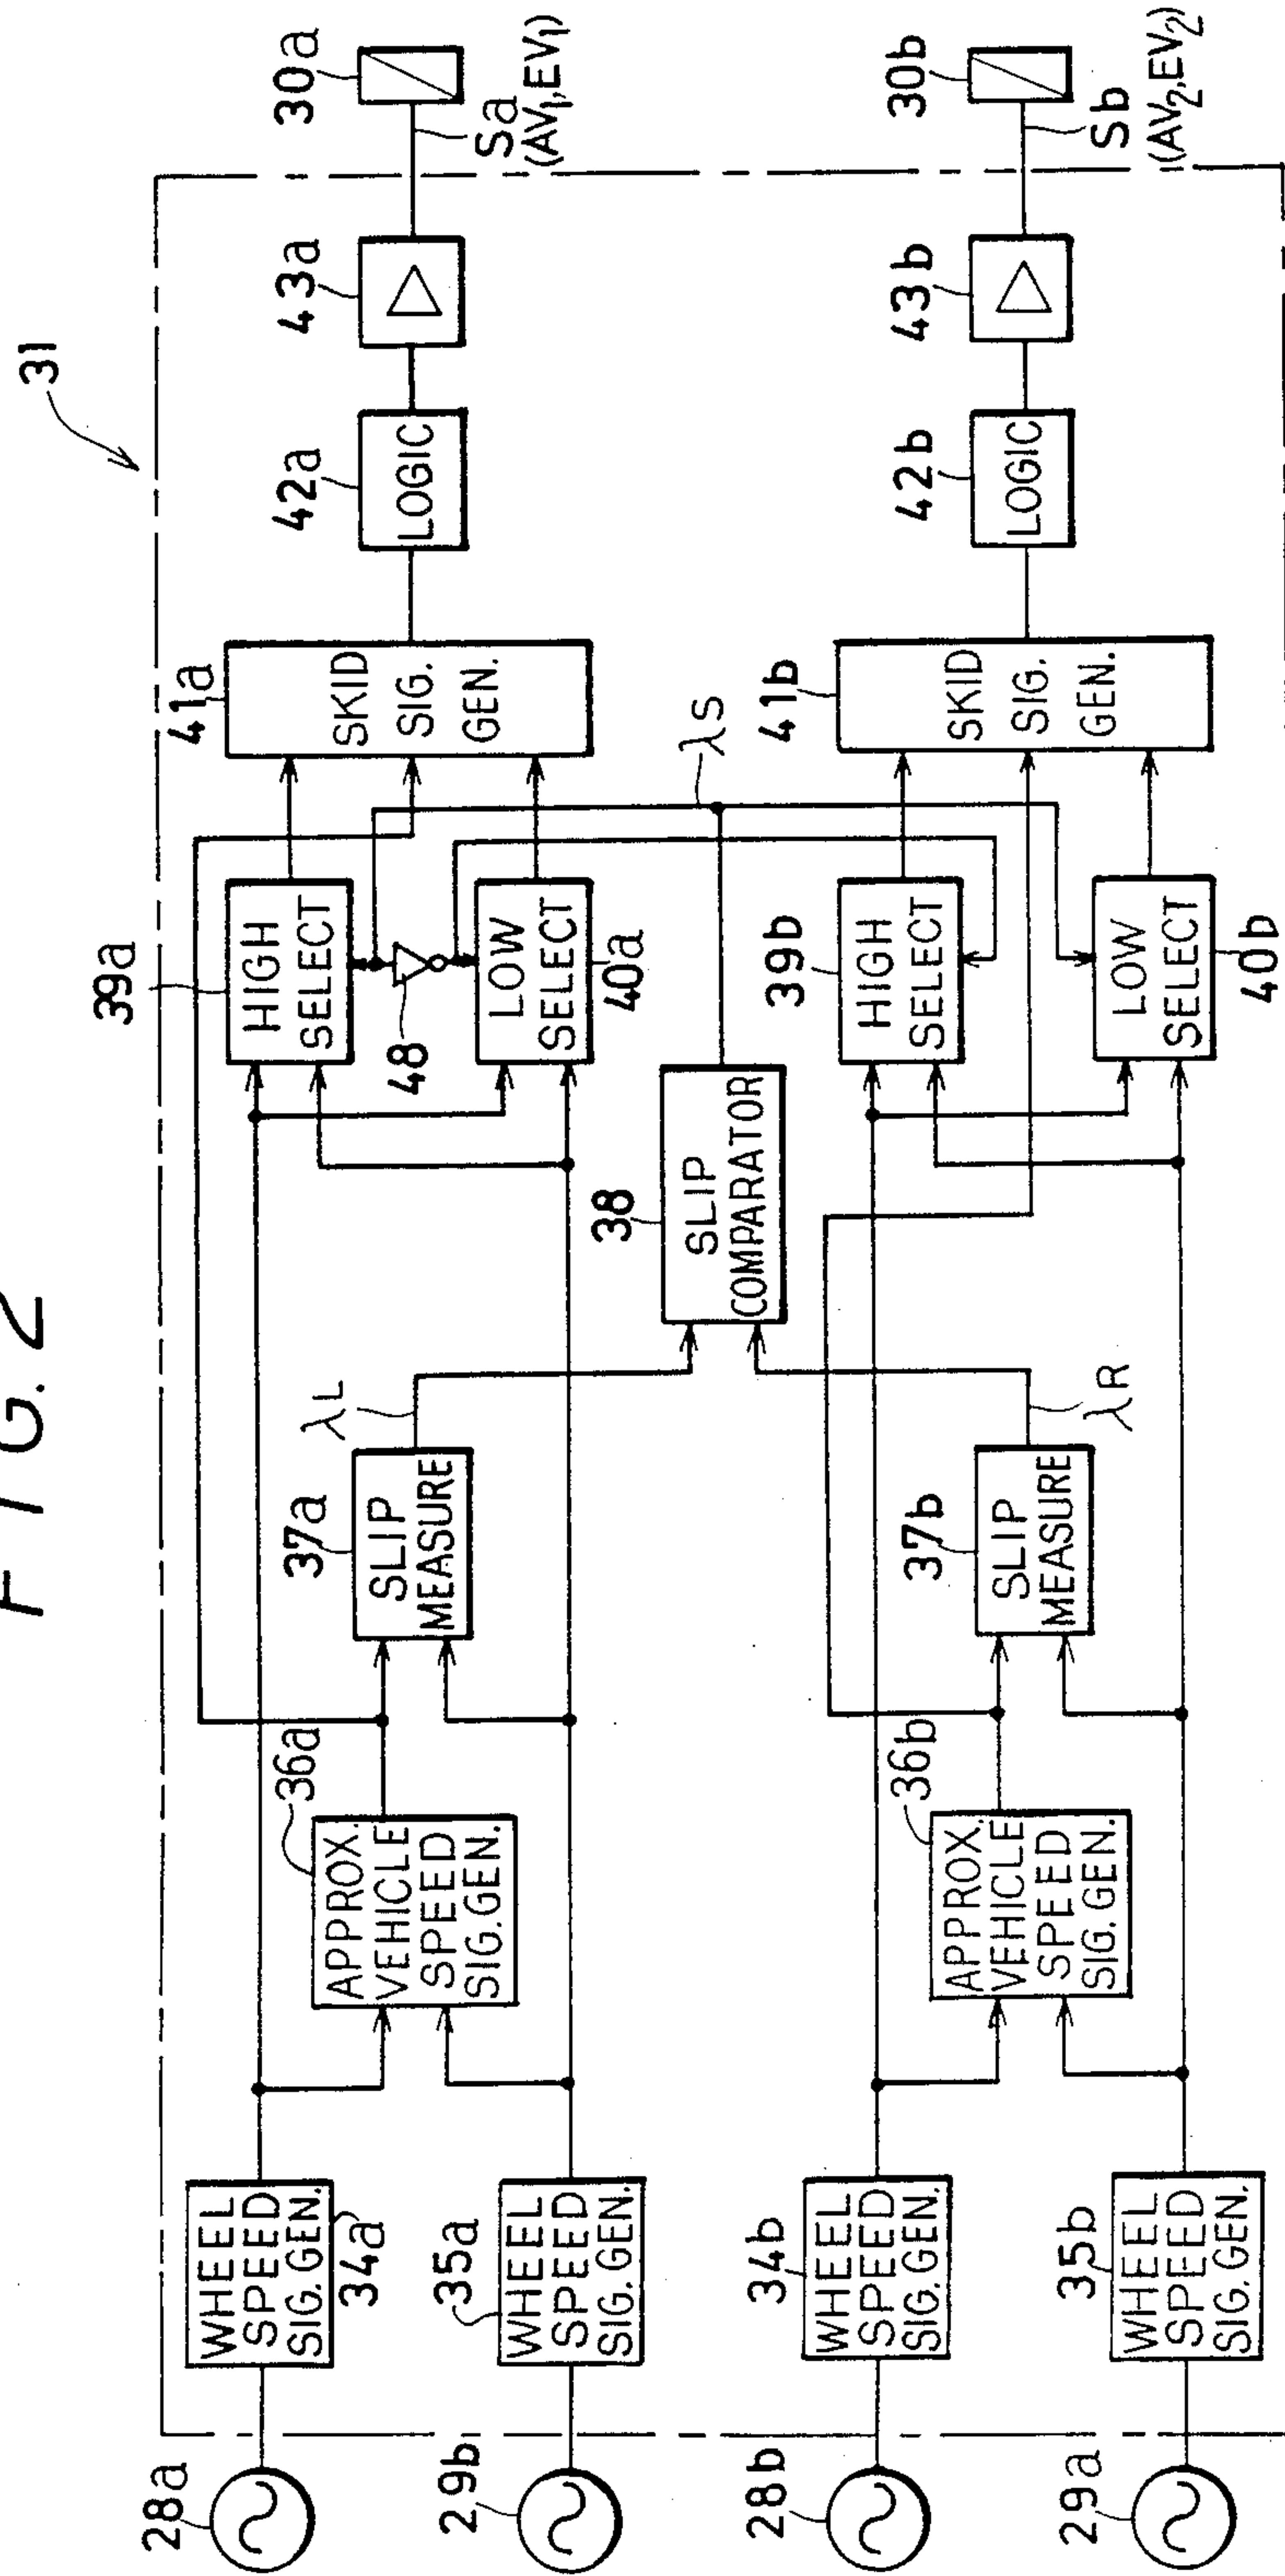 FIG. 2
31
28a
WHEEL
SPEED
SIG. GEN.
34a
29b
WHEEL
SPEED
SIG. GEN.
35a
APPROX.
VEHICLE
SPEED
SIG. GEN.
36a
SLIP
MEASURE
37a
λL
HIGH
SELECT
39a
48
LOW
SELECT
40a
SKID
SIG.
GEN.
41a
LOGIC
42a
43a
30a
Sa
(AV1,EV1)
SLIP
COMPARATOR
38
λS
28b
WHEEL
SPEED
SIG. GEN.
34b
29a
WHEEL
SPEED
SIG. GEN.
35b
APPROX.
VEHICLE
SPEED
SIG. GEN.
36b
SLIP
MEASURE
37b
λR
HIGH
SELECT
39b
LOW
SELECT
40b
SKID
SIG.
GEN.
41b
LOGIC
42b
43b
30b
Sb
(AV2,EV2)